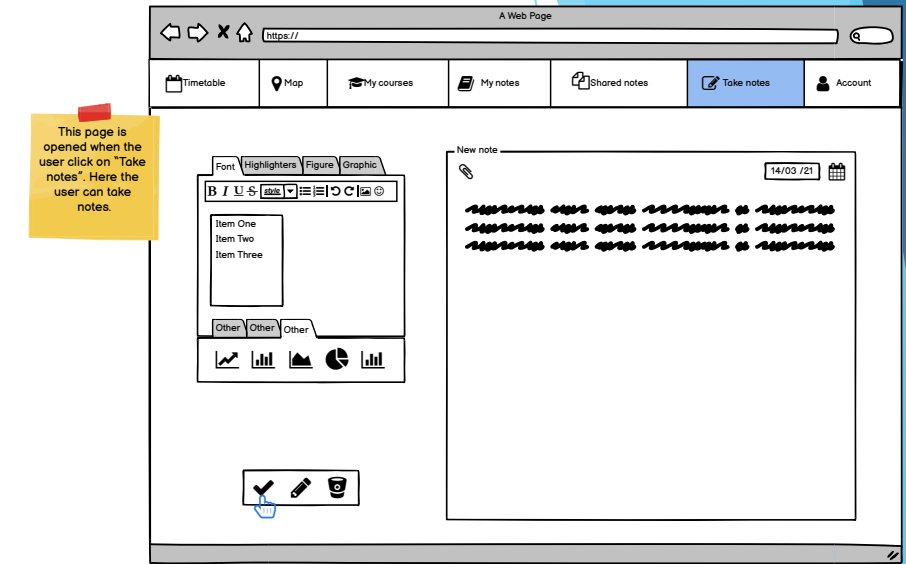 A Web Page
https://
Timetable
Map
My courses
My notes
Shared notes
Take notes
Account
This page is
opened when the
user click on "Take
notes". Here the
user can take
notes.
Font Highlighters Figure Graphic
B I U S style
Item One
Item Two
Item Three
Other Other Other
New note
14/03 /21